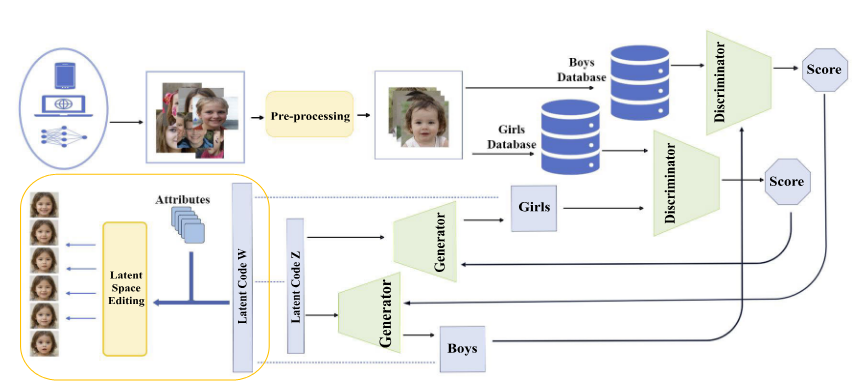 Boys
Database
Discriminator
Score
Pre-processing
Girls
Database
Discriminator
Score
Attributes
Girls
Generator
Latent Code W
Latent Code Z
Latent
Space
Editing
Generator
Boys